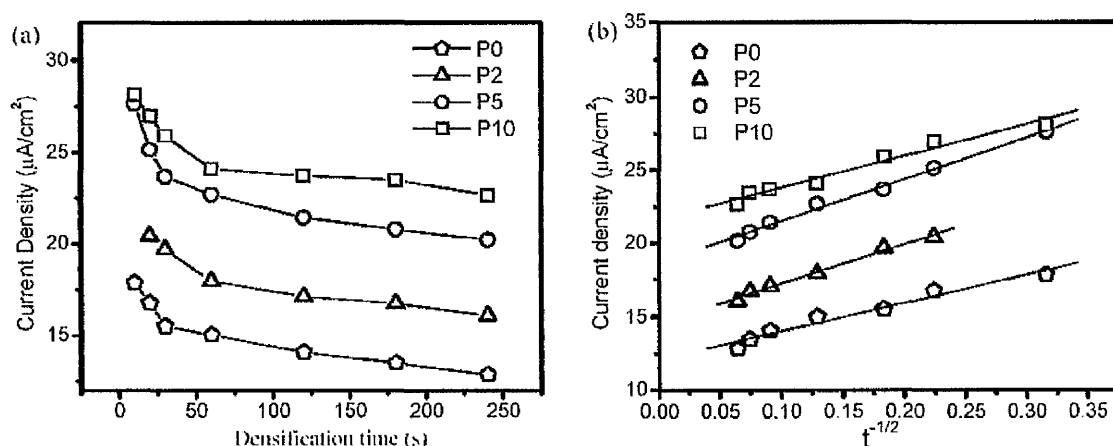 (a)
30
25
20
15
Current Density (μA/cm²)
0
50
100
150
200
250
Densification time (s)
P0
P2
P5
P10
(b)
35
30
25
20
15
10
Current density (μA/cm²)
0.00
0.05
0.10
0.15
0.20
0.25
0.30
0.35
t⁻¹/²
P0
P2
P5
P10